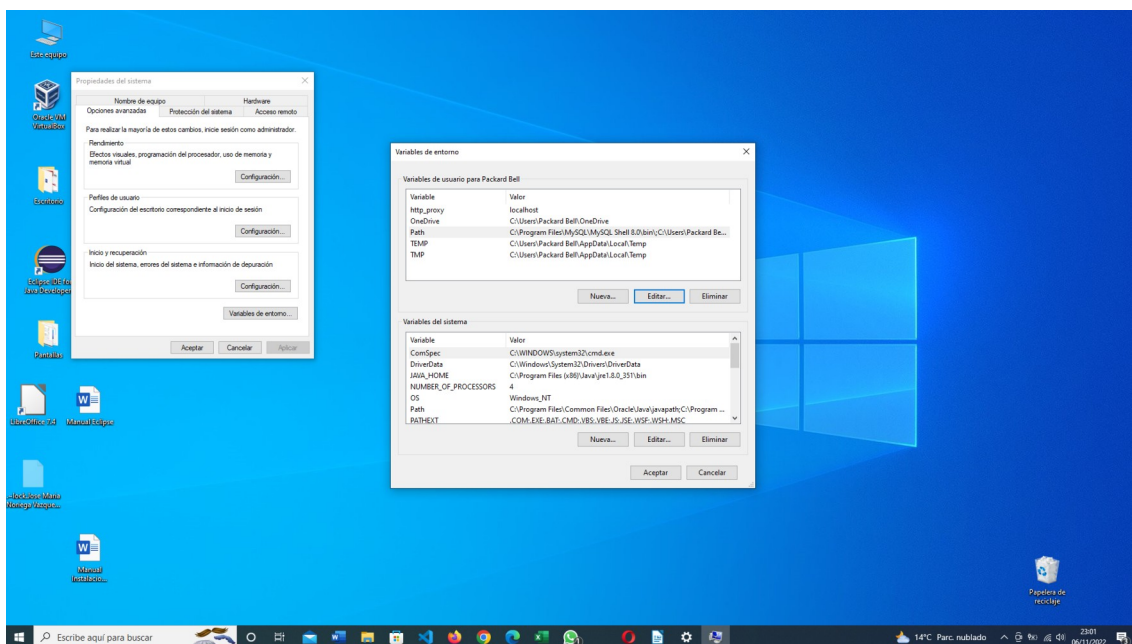 Este equipo
Oracle VM
VirtualBox
Escritorio
Eclipse IDE fo
Java Developer
Pantallas
LibreOffice 7.4
Manual Eclipse
Manual
Instalacio...
Propiedades del sistema
Nombre de equipo
Hardware
Opciones avanzadas
Protección del sistema
Acceso remoto
Para realizar la mayoría de estos cambios, inicie sesión como administrador.
Rendimiento
Efectos visuales, programación del procesador, uso de memoria y
memoria virtual
Configuración...
Perfiles de usuario
Configuración del escritorio correspondiente al inicio de sesión
Configuración...
Inicio y recuperación
Inicio del sistema, errores del sistema e información de depuración
Configuración...
Variables de entorno...
Aceptar
Cancelar
Aplicar
Variables de entorno
Variables de usuario para Packard Bell
Variable Valor
http_proxy localhost
OneDrive C:\Users\Packard Bell\OneDrive
Path C:\Program Files\MySQL\MySQL Shell 8.0\bin\;C:\Users\Packard Be...
TEMP C:\Users\Packard Bell\AppData\Local\Temp
TMP C:\Users\Packard Bell\AppData\Local\Temp
Nueva... Editar... Eliminar
Variables del sistema
Variable Valor
ComSpec C:\WINDOWS\system32\cmd.exe
DriverData C:\Windows\System32\Drivers\DriverData
JAVA_HOME C:\Program Files (x86)\Java\jre1.8.0_351\bin
NUMBER_OF_PROCESSORS 4
OS Windows_NT
Path C:\Program Files\Common Files\Oracle\Java\javapath;C:\Program ...
PATHEXT .COM;.EXE;.BAT;.CMD;.VBS;.VBE;.JS;.JSE;.WSF;.WSH;.MSC
Nueva... Editar... Eliminar
Aceptar Cancelar
Papelera de
reciclaje
Escribe aquí para buscar
14°C Parc. nublado
23:01
06/11/2022